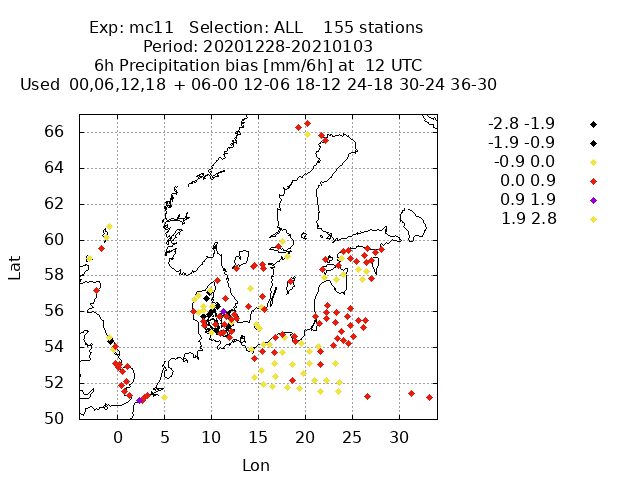 Exp: mc11 Selection: ALL 155 stations
Period: 20201228-20210103
6h Precipitation bias [mm/6h] at 12 UTC
Used 00,06,12,18 + 06-00 12-06 18-12 24-18 30-24 36-30
-2.8 -1.9
-1.9 -0.9
-0.9 0.0
0.0 0.9
0.9 1.9
1.9 2.8
Lat
66
64
62
60
58
56
54
52
50
0 5 10 15 20 25 30
Lon